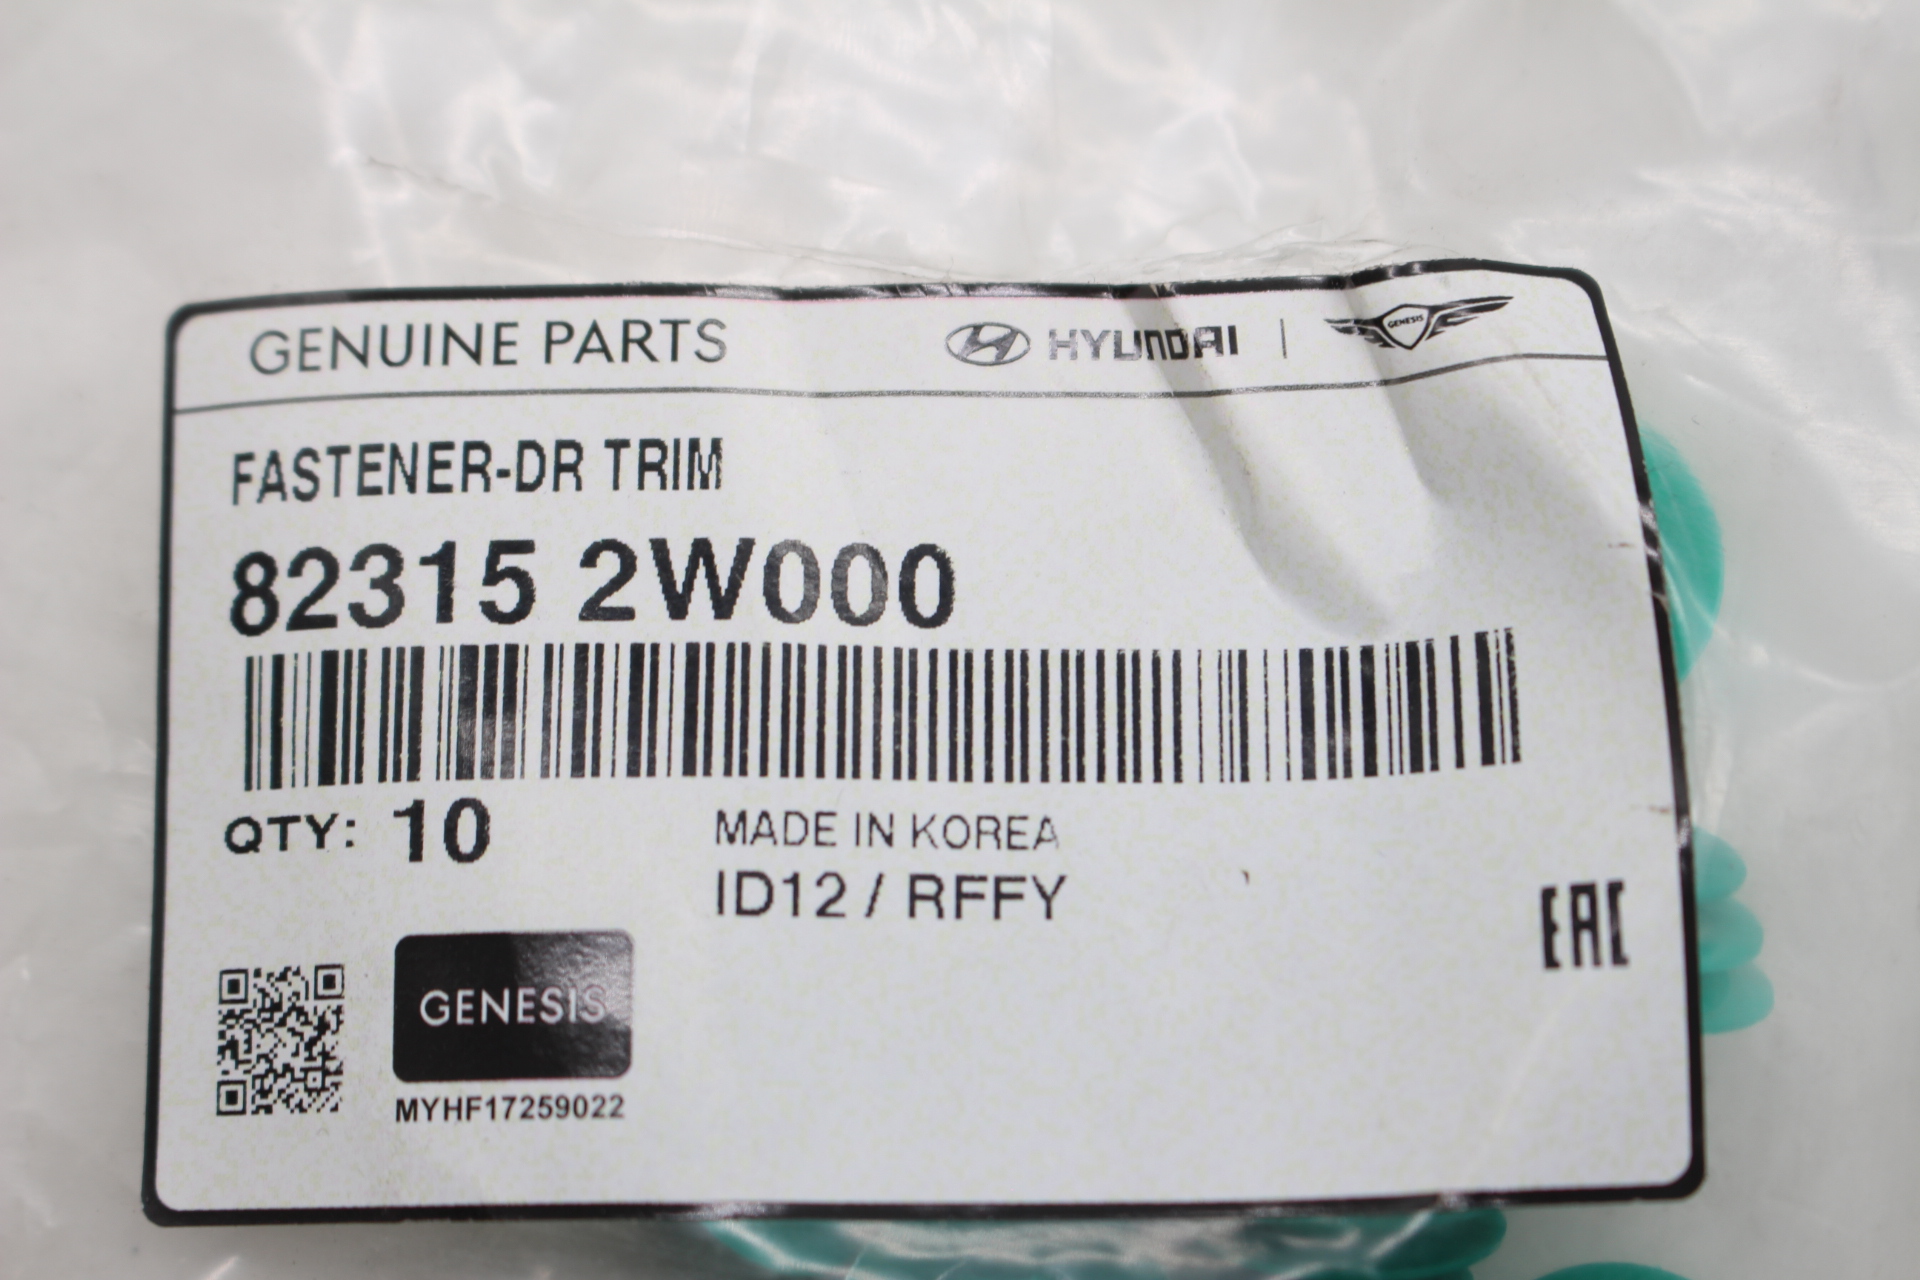 GENUINE PARTS HYUNDAI | GENESIS
FASTENER-DR TRIM
82315 2W000
QTY: 10 MADE IN KOREA
ID12 / RFFY
EAC
GENESIS
MYHF17259022